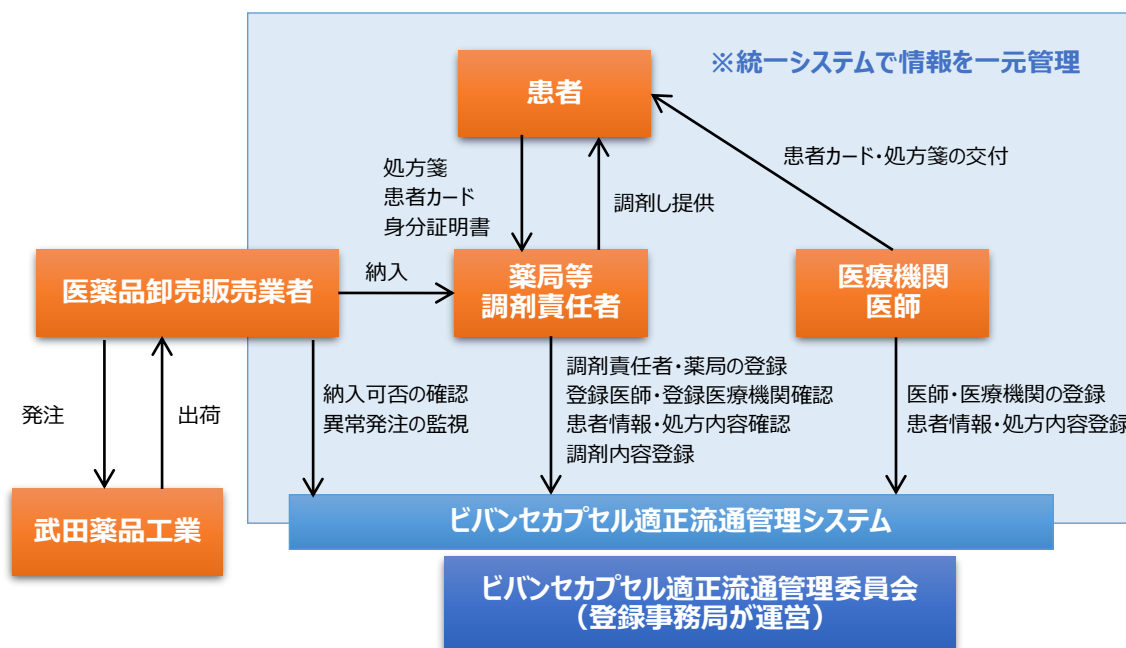 ※統一システムで情報を一元管理
患者
患者カード・処方箋の交付
処方箋
患者カード
身分証明書
調剤し提供
医薬品卸売販売業者
納入
薬局等
調剤責任者
医療機関
医師
発注
出荷
納入可否の確認
異常発注の監視
調剤責任者・薬局の登録
登録医師・登録医療機関確認
患者情報・処方内容確認
調剤内容登録
医師・医療機関の登録
患者情報・処方内容登録
武田薬品工業
ビバンセカプセル適正流通管理システム
ビバンセカプセル適正流通管理委員会
（登録事務局が運営）